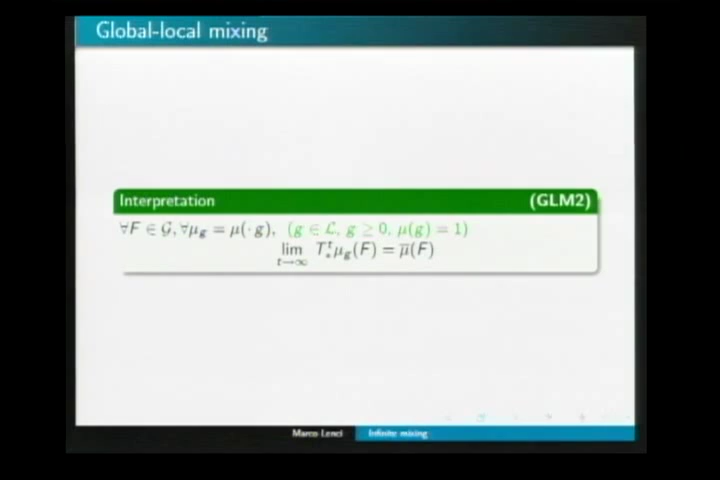 Global-local mixing
Interpretation (GLM2)
∀F ∈ 𝒢, ∀μ_g = μ(· g), (g ∈ ℒ, g ≥ 0, μ(g) = 1)
lim_{t→∞} T_*^t μ_g(F) = μ̅(F)
Marco Lenci Infinite mixing